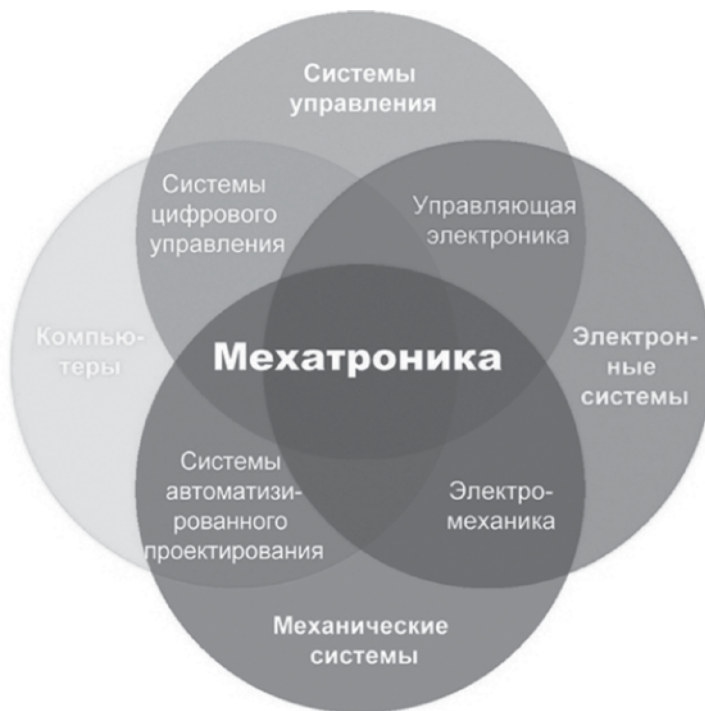 Системы
управления
Системы
цифрового
управления
Управляющая
электроника
Компью-
теры
Мехатроника
Электрон-
ные
системы
Системы
автоматизи-
рованного
проектирования
Электро-
механика
Механические
системы